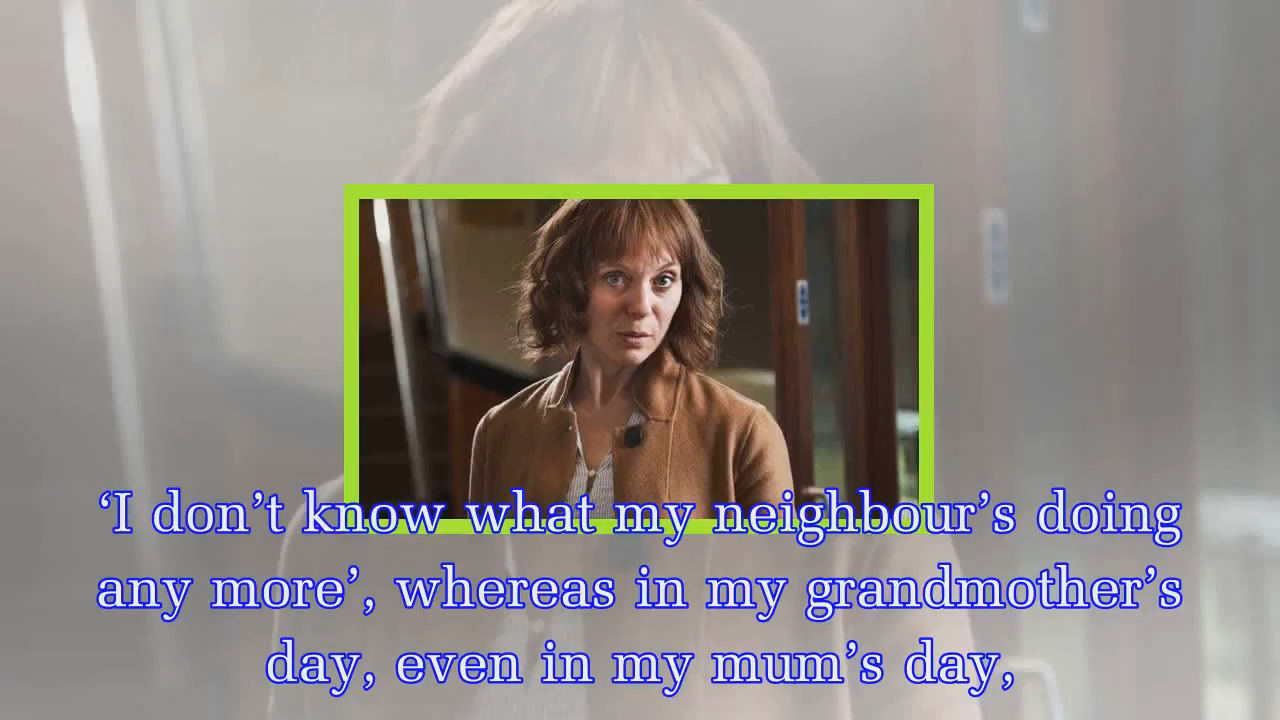 ‘I don’t know what my neighbour’s doing
any more’, whereas in my grandmother’s
day, even in my mum’s day,